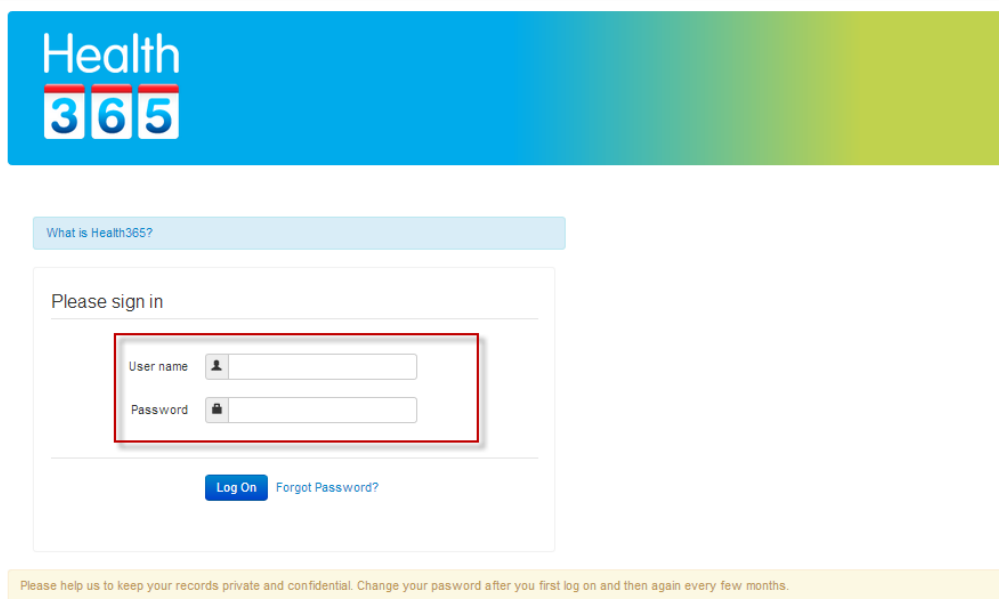 Health
365
What is Health365?
Please sign in
User name
Password
Log On Forgot Password?
Please help us to keep your records private and confidential. Change your password after you first log on and then again every few months.